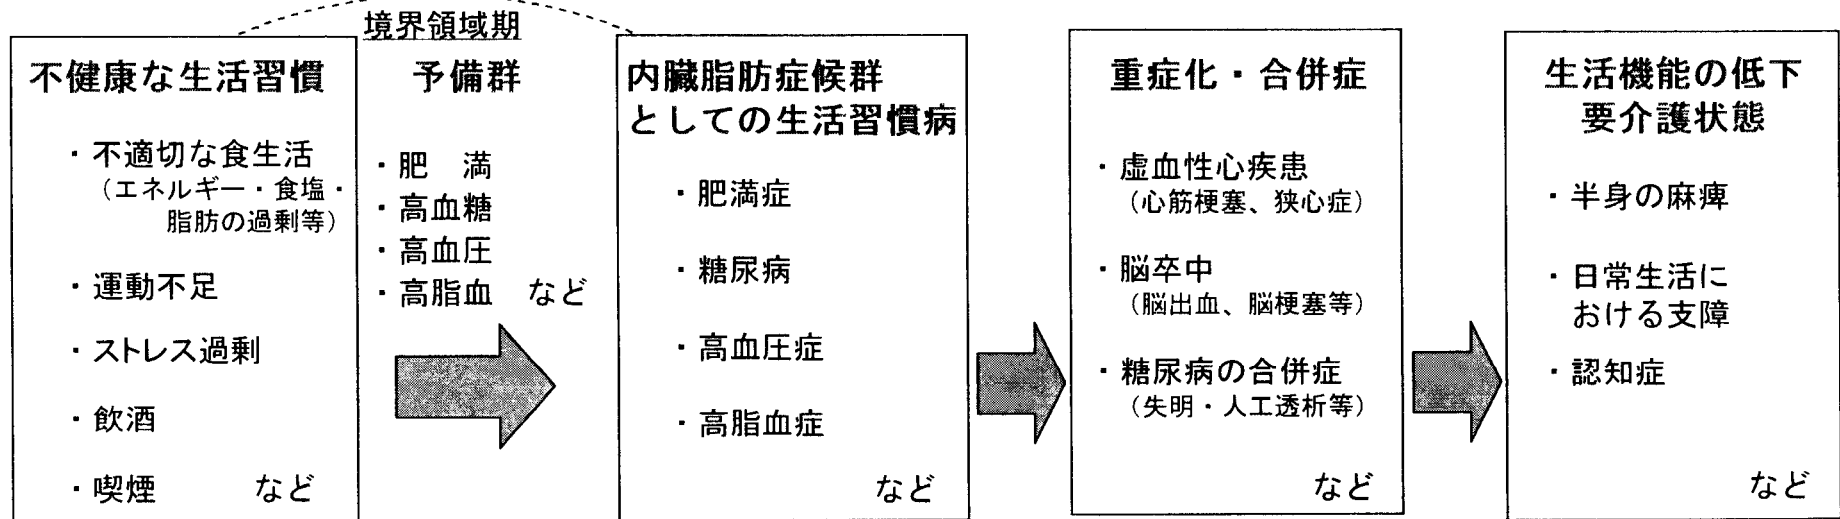 境界領域期
不健康な生活習慣
・不適切な食生活
（エネルギー・食塩・
脂肪の過剰等）
・運動不足
・ストレス過剰
・飲酒
・喫煙 など
予備群
・肥 満
・高血糖
・高血圧
・高脂血 など
内臓脂肪症候群
としての生活習慣病
・肥満症
・糖尿病
・高血圧症
・高脂血症
など
重症化・合併症
・虚血性心疾患
（心筋梗塞、狭心症）
・脳卒中
（脳出血、脳梗塞等）
・糖尿病の合併症
（失明・人工透析等）
など
生活機能の低下
要介護状態
・半身の麻痺
・日常生活に
おける支障
・認知症
など